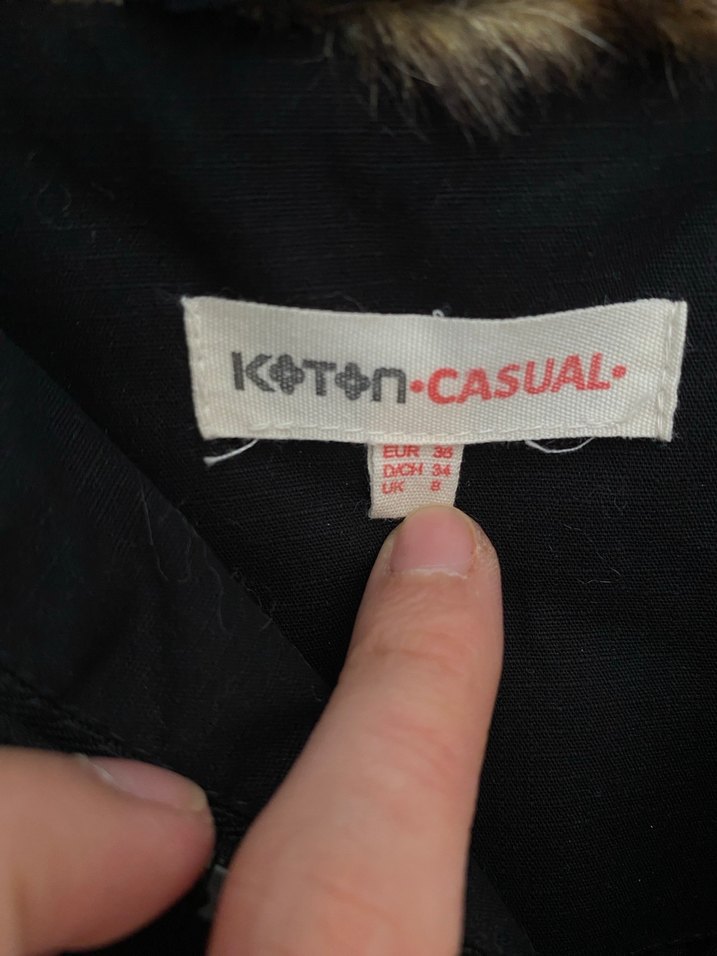 KOTON•CASUAL•
EUR 36
D/CH 34
UK 8